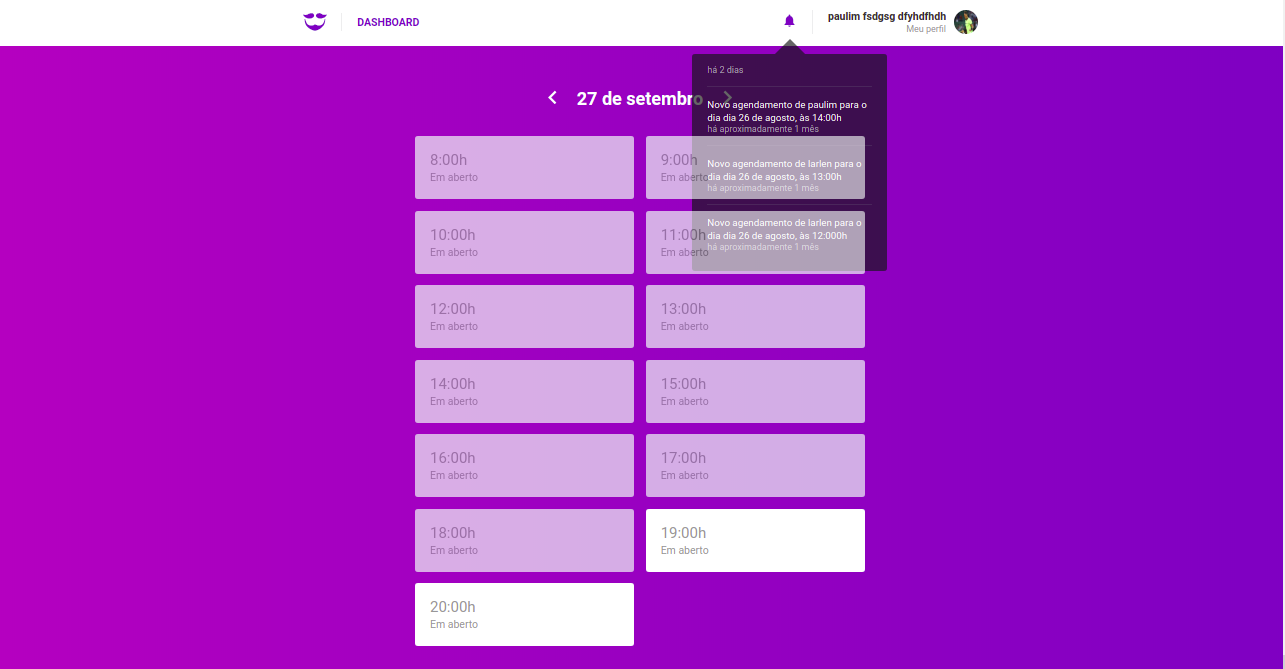 DASHBOARD
paulim fsdgsg dfyhdfhdh
Meu perfil
há 2 dias
Novo agendamento de paulim para o
dia dia 26 de agosto, às 14:00h
há aproximadamente 1 mês
Novo agendamento de larlen para o
dia dia 26 de agosto, às 13:00h
há aproximadamente 1 mês
Novo agendamento de larlen para o
dia dia 26 de agosto, às 12:000h
há aproximadamente 1 mês
27 de setembro
8:00h
Em aberto
9:00h
Em aberto
10:00h
Em aberto
11:00h
Em aberto
12:00h
Em aberto
13:00h
Em aberto
14:00h
Em aberto
15:00h
Em aberto
16:00h
Em aberto
17:00h
Em aberto
18:00h
Em aberto
19:00h
Em aberto
20:00h
Em aberto